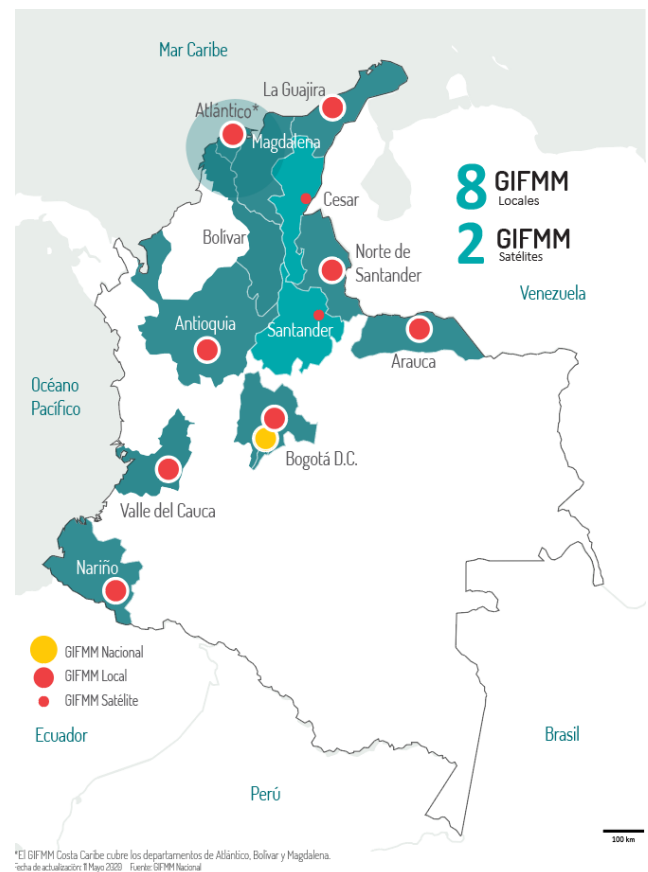 Mar Caribe
La Guajira
Atlántico*
Magdalena
8 GIFMM
Locales
Cesar
2 GIFMM
Satélites
Bolivar
Norte de
Santander
Venezuela
Antioquia
Santander
Arauca
Océano
Pacífico
Bogotá D.C.
Valle del Cauca
Nariño
GIFMM Nacional
GIFMM Local
GIFMM Satélite
Ecuador
Brasil
Perú
100 km
*El GIFMM Costa Caribe cubre los departamentos de Atlántico, Bolívar y Magdalena.
Fecha de actualización: 11 Mayo 2020 Fuente: GIFMM Nacional